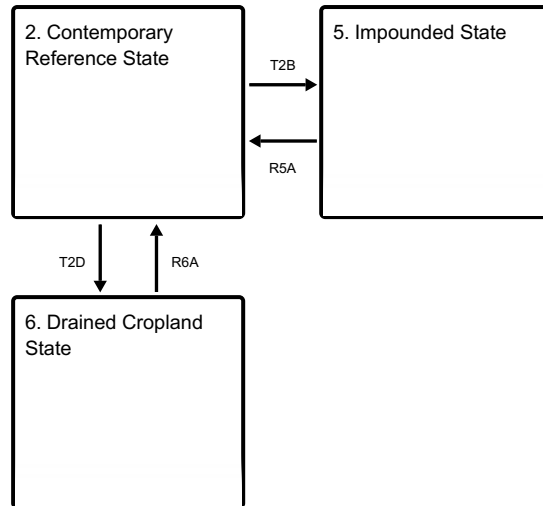 2. Contemporary
Reference State
5. Impounded State
T2B
R5A
T2D
R6A
6. Drained Cropland
State